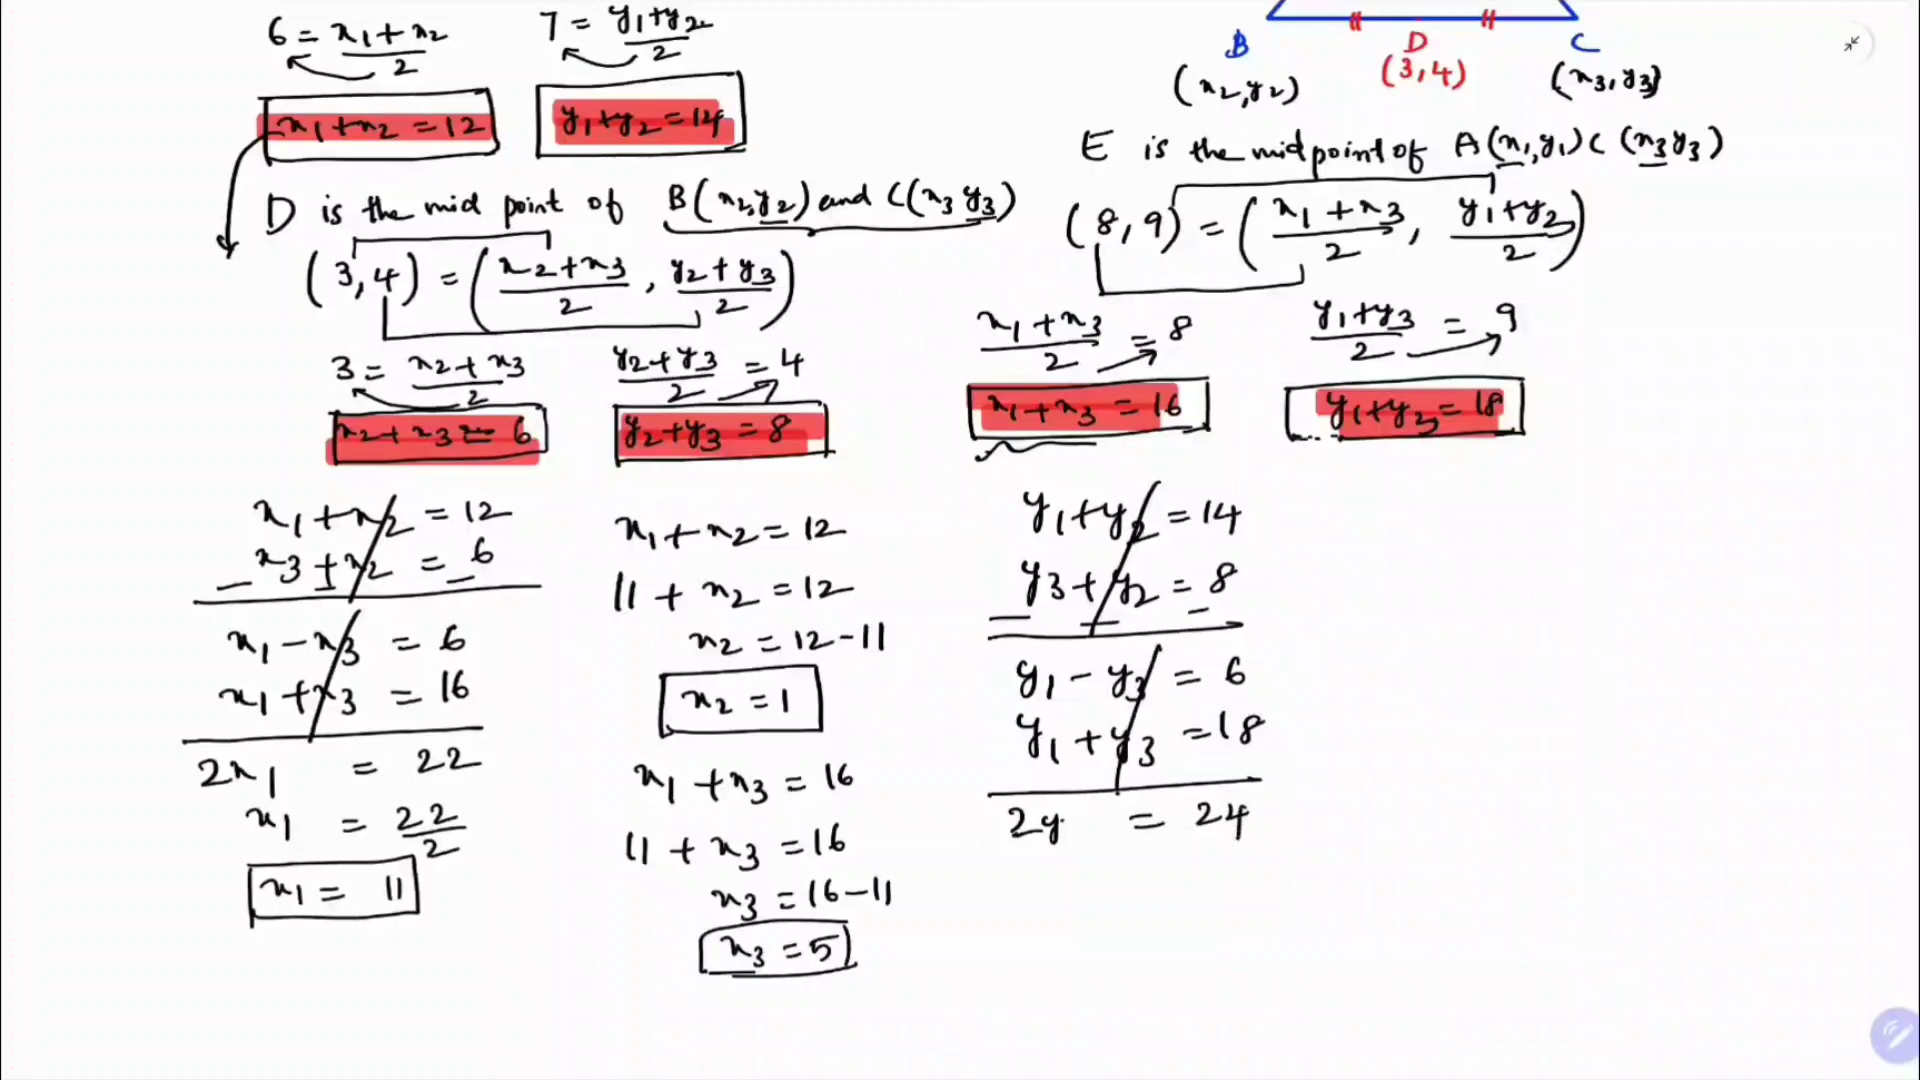 6 = x1 + x2 / 2
7 = y1 + y2 / 2
x1 + x2 = 12
y1 + y2 = 14
B
D
C
(x2, y2)
(3, 4)
(x3, y3)
D is the mid point of B(x2, y2) and C(x3 y3)
(3, 4) = (x2 + x3 / 2, y2 + y3 / 2)
3 = x2 + x3 / 2
y2 + y3 / 2 = 4
x2 + x3 = 6
y2 + y3 = 8
E is the midpoint of A(x1, y1) C(x3 y3)
(8, 9) = (x1 + x3 / 2, y1 + y2 / 2)
x1 + x3 / 2 = 8
y1 + y3 / 2 = 9
x1 + x3 = 16
y1 + y3 = 18
x1 + x2 = 12
x3 + x2 = 6
x1 − x3 = 6
x1 + x3 = 16
2x1 = 22
x1 = 22 / 2
x1 = 11
x1 + x2 = 12
11 + x2 = 12
x2 = 12 − 11
x2 = 1
x1 + x3 = 16
11 + x3 = 16
x3 = 16 − 11
x3 = 5
y1 + y2 = 14
y3 + y2 = 8
y1 − y3 = 6
y1 + y3 = 18
2y = 24